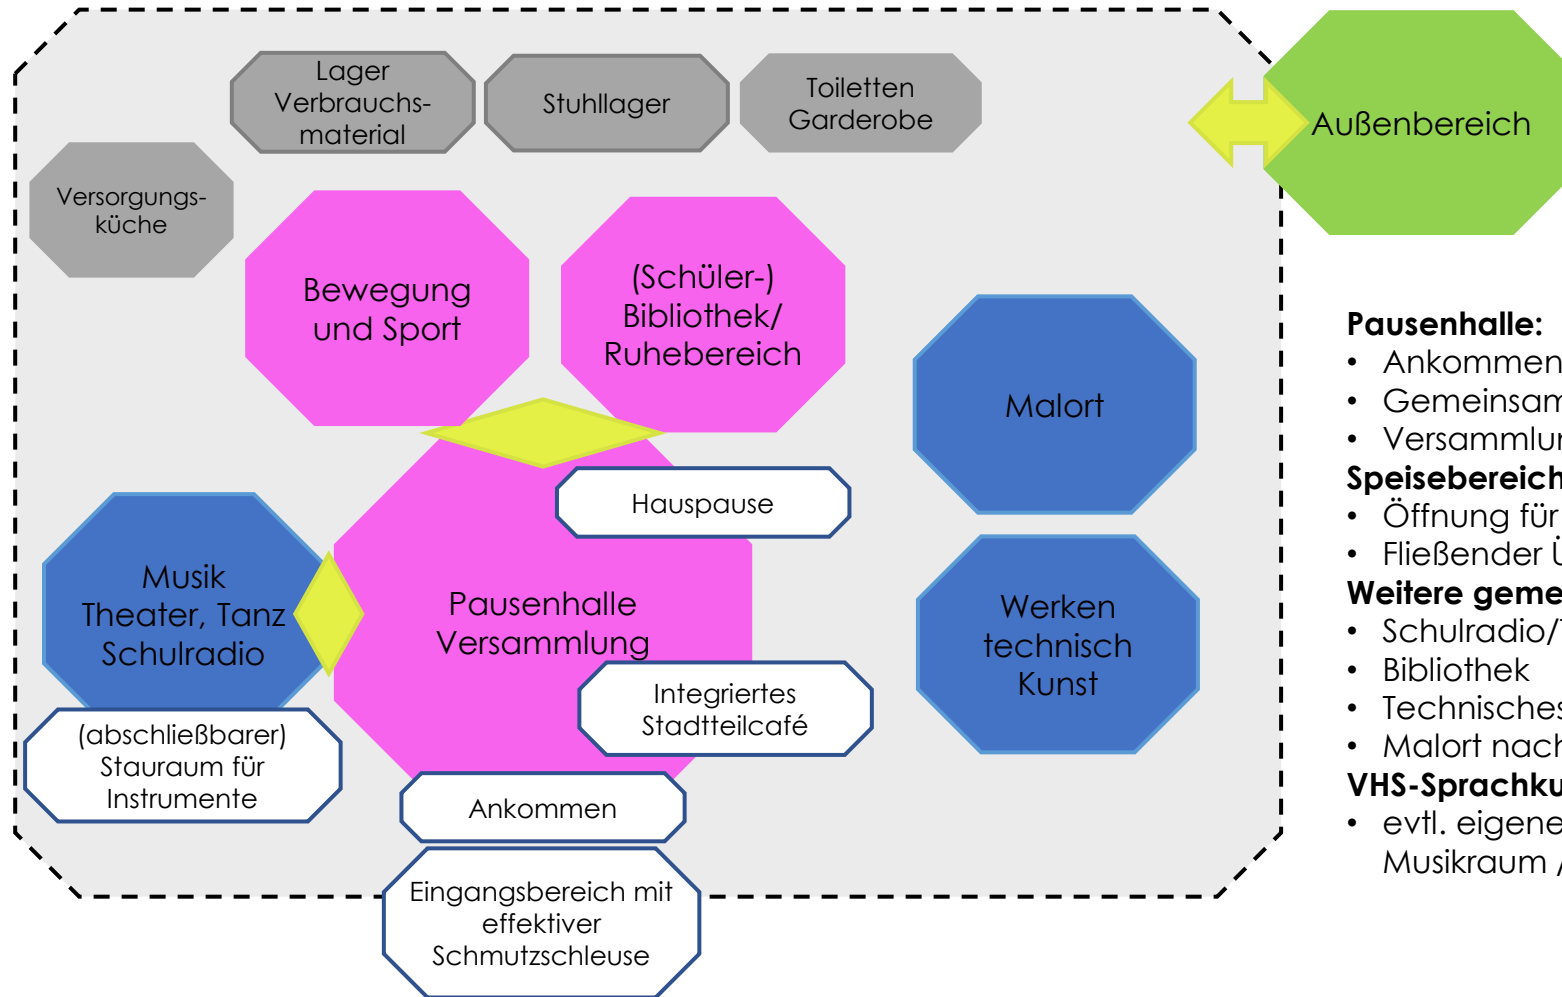 Lager
Verbrauchs-
material
Stuhllager
Toiletten
Garderobe
Außenbereich
Versorgungs-
küche
Bewegung
und Sport
(Schüler-)
Bibliothek/
Ruhebereich
Malort
Hauspause
Musik
Theater, Tanz
Schulradio
Pausenhalle
Versammlung
Werken
technisch
Kunst
Integriertes
Stadtteilcafé
(abschließbarer)
Stauraum für
Instrumente
Ankommen
Eingangsbereich mit
effektiver
Schmutzschleuse
Pausenhalle:
• Ankommen
• Gemeinsam
• Versammlun
Speisebereich
• Öffnung für
• Fließender Ü
Weitere geme
• Schulradio/
• Bibliothek
• Technisches
• Malort nach
VHS-Sprachku
• evtl. eigene
Musikraum /